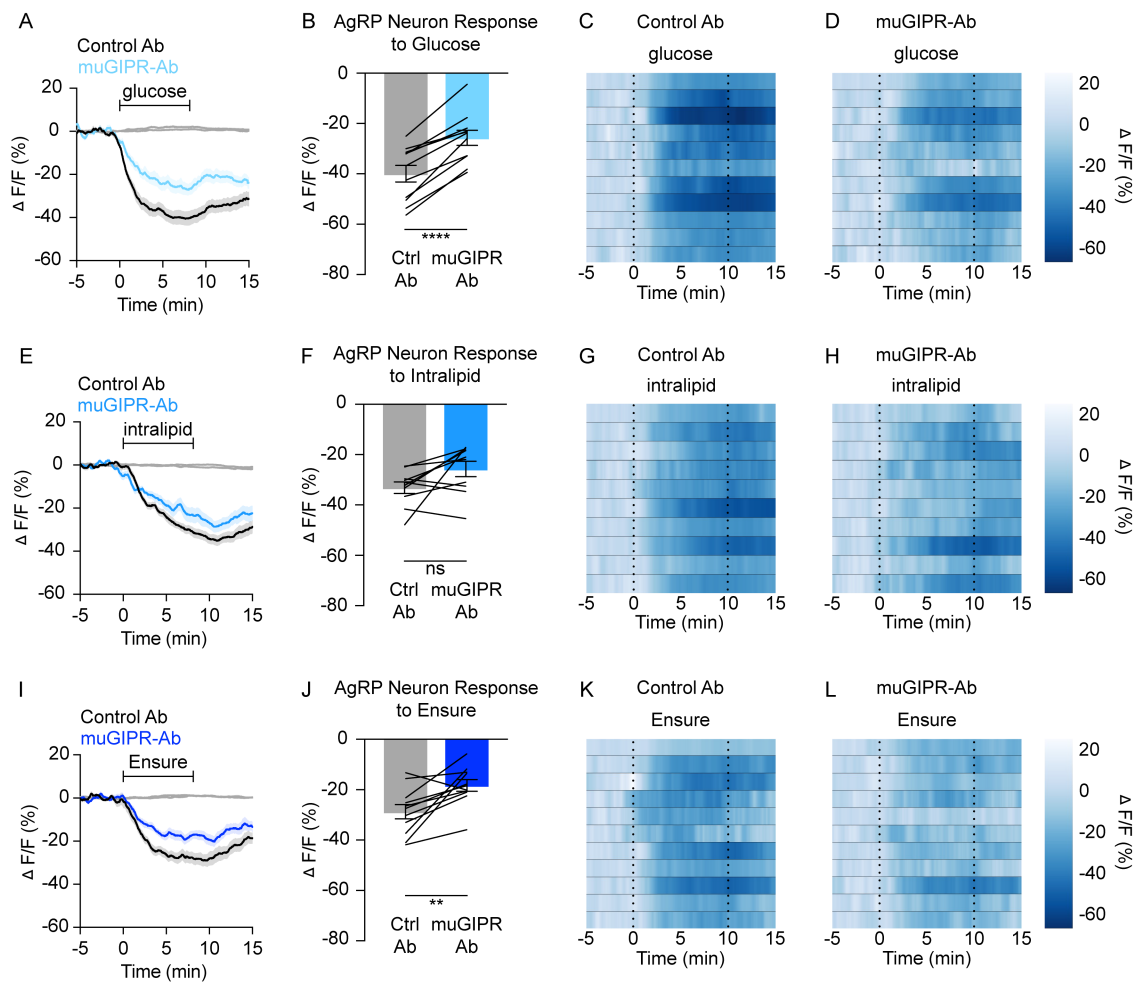 A
Control Ab
muGIPR-Ab
glucose
20
0
-20
-40
-60
Δ F/F (%)
-5 0 5 10 15
Time (min)
B
AgRP Neuron Response
to Glucose
0
-20
-40
-60
-80
Δ F/F (%)
****
Ctrl muGIPR
Ab Ab
C
Control Ab
glucose
-5 0 5 10 15
Time (min)
D
muGIPR-Ab
glucose
-5 0 5 10 15
Time (min)
20
0
-20
-40
-60
Δ F/F (%)
E
Control Ab
muGIPR-Ab
intralipid
20
0
-20
-40
-60
Δ F/F (%)
-5 0 5 10 15
Time (min)
F
AgRP Neuron Response
to Intralipid
0
-20
-40
-60
-80
Δ F/F (%)
ns
Ctrl muGIPR
Ab Ab
G
Control Ab
intralipid
-5 0 5 10 15
Time (min)
H
muGIPR-Ab
intralipid
-5 0 5 10 15
Time (min)
20
0
-20
-40
-60
Δ F/F (%)
I
Control Ab
muGIPR-Ab
Ensure
20
0
-20
-40
-60
Δ F/F (%)
-5 0 5 10 15
Time (min)
J
AgRP Neuron Response
to Ensure
0
-20
-40
-60
-80
Δ F/F (%)
**
Ctrl muGIPR
Ab Ab
K
Control Ab
Ensure
-5 0 5 10 15
Time (min)
L
muGIPR-Ab
Ensure
-5 0 5 10 15
Time (min)
20
0
-20
-40
-60
Δ F/F (%)